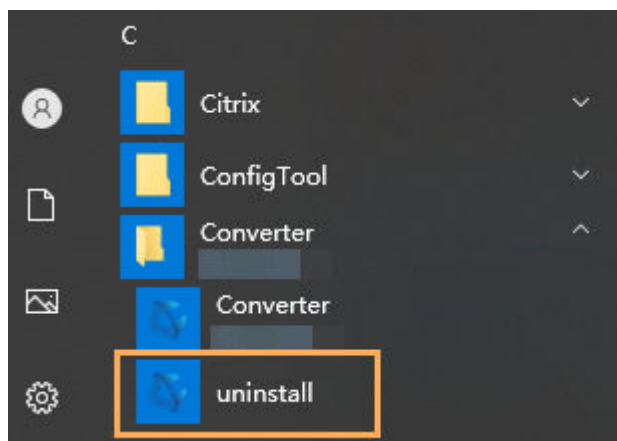 C
Citrix
ConfigTool
Converter
Converter
uninstall